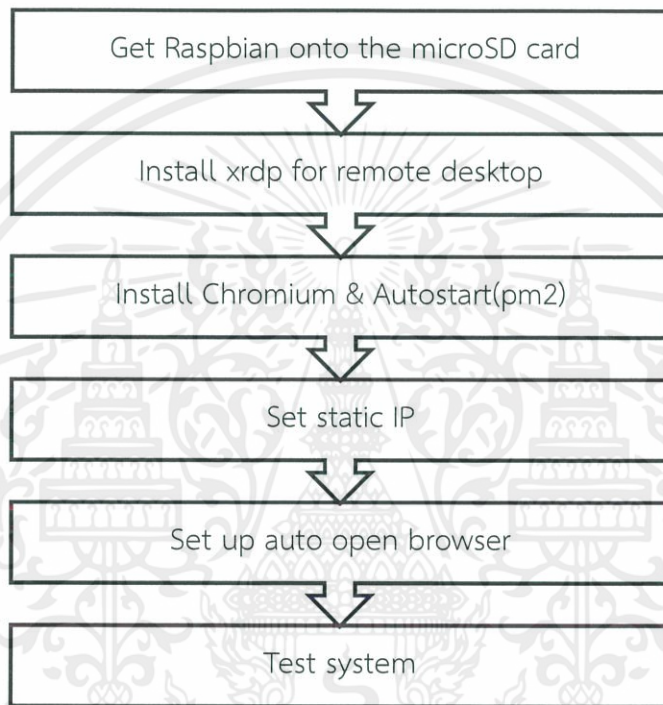 Get Raspbian onto the microSD card
Install xrdp for remote desktop
Install Chromium & Autostart(pm2)
Set static IP
Set up auto open browser
Test system